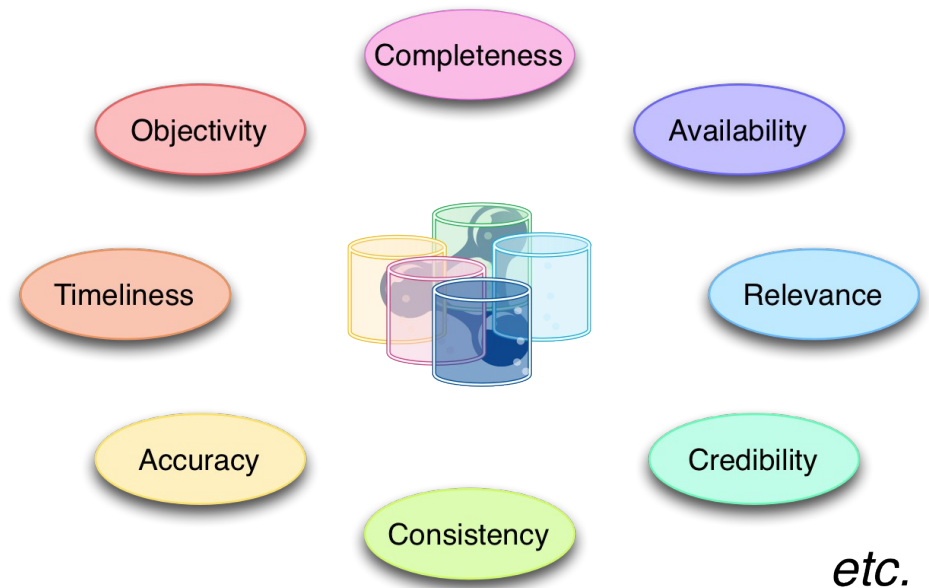 Completeness
Objectivity
Availability
Timeliness
Relevance
Accuracy
Credibility
Consistency
etc.